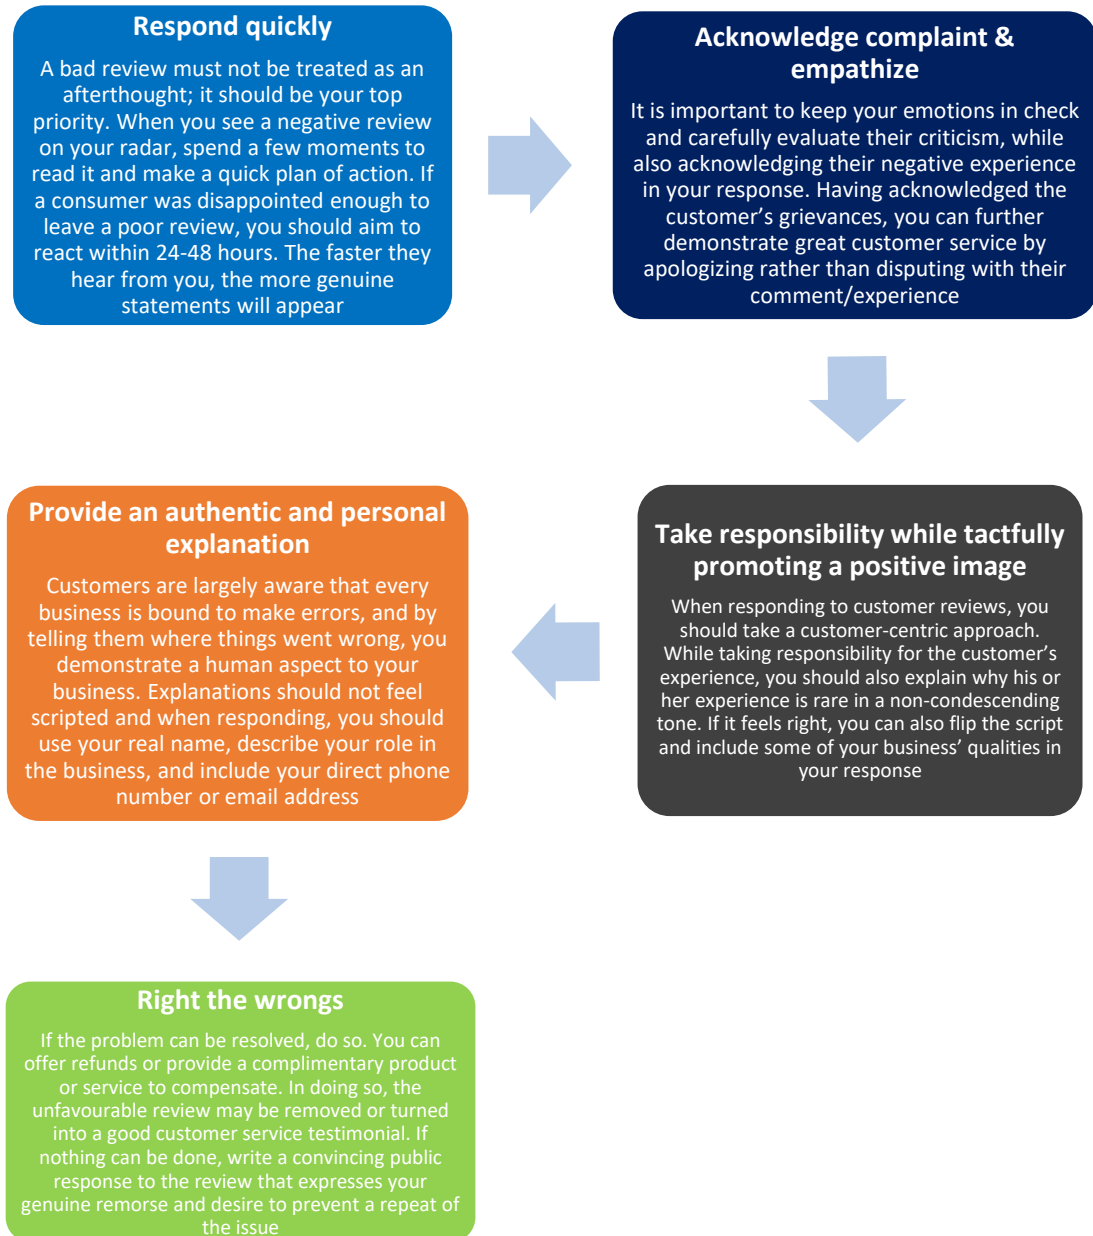 Respond quickly
A bad review must not be treated as an
afterthought; it should be your top
priority. When you see a negative review
on your radar, spend a few moments to
read it and make a quick plan of action. If
a consumer was disappointed enough to
leave a poor review, you should aim to
react within 24-48 hours. The faster they
hear from you, the more genuine
statements will appear
Acknowledge complaint &
empathize
It is important to keep your emotions in check
and carefully evaluate their criticism, while
also acknowledging their negative experience
in your response. Having acknowledged the
customer’s grievances, you can further
demonstrate great customer service by
apologizing rather than disputing with their
comment/experience
Take responsibility while tactfully
promoting a positive image
When responding to customer reviews, you
should take a customer-centric approach.
While taking responsibility for the customer’s
experience, you should also explain why his or
her experience is rare in a non-condescending
tone. If it feels right, you can also flip the script
and include some of your business’ qualities in
your response
Provide an authentic and personal
explanation
Customers are largely aware that every
business is bound to make errors, and by
telling them where things went wrong, you
demonstrate a human aspect to your
business. Explanations should not feel
scripted and when responding, you should
use your real name, describe your role in
the business, and include your direct phone
number or email address
Right the wrongs
If the problem can be resolved, do so. You can
offer refunds or provide a complimentary product
or service to compensate. In doing so, the
unfavourable review may be removed or turned
into a good customer service testimonial. If
nothing can be done, write a convincing public
response to the review that expresses your
genuine remorse and desire to prevent a repeat of
the issue